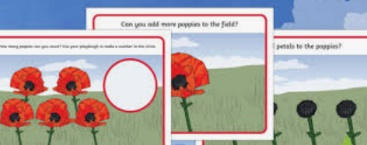 Can you add more poppies to the field?
How many poppies can you count? Use your playdough to make a number in the circle.
petals to the poppies?